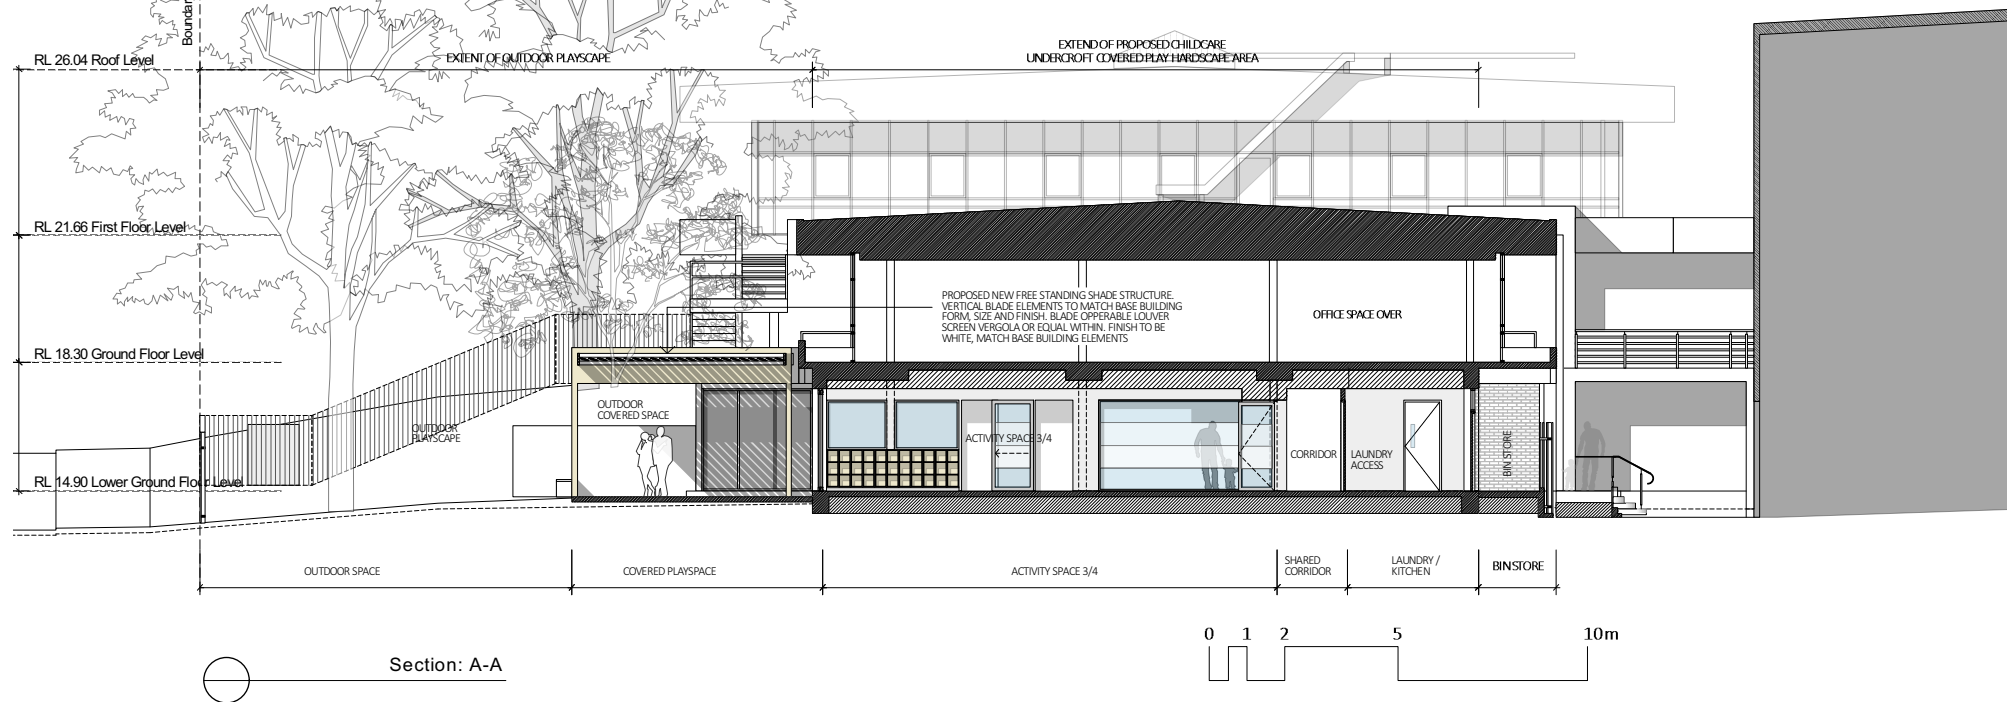 Boundar
RL 26.04 Roof Level
EXTENT OF OUTDOOR PLAYSCAPE
EXTEND OF PROPOSED CHILDCARE
UNDERCROFT COVERED PLAY HARDSCAPE AREA
RL 21.66 First Floor Level
PROPOSED NEW FREE STANDING SHADE STRUCTURE.
VERTICAL BLADE ELEMENTS TO MATCH BASE BUILDING
FORM, SIZE AND FINISH. BLADE OPPERABLE LOUVER
SCREEN VERGOLA OR EQUAL WITHIN. FINISH TO BE
WHITE, MATCH BASE BUILDING ELEMENTS
OFFICE SPACE OVER
RL 18.30 Ground Floor Level
OUTDOOR
COVERED SPACE
OUTDOOR
PLAYSCAPE
ACTIVITY SPACE 3/4
CORRIDOR
LAUNDRY
ACCESS
BIN STORE
RL 14.90 Lower Ground Floor Level
OUTDOOR SPACE
COVERED PLAYSPACE
ACTIVITY SPACE 3/4
SHARED
CORRIDOR
LAUNDRY /
KITCHEN
BIN STORE
0 1 2 5 10m
Section: A-A